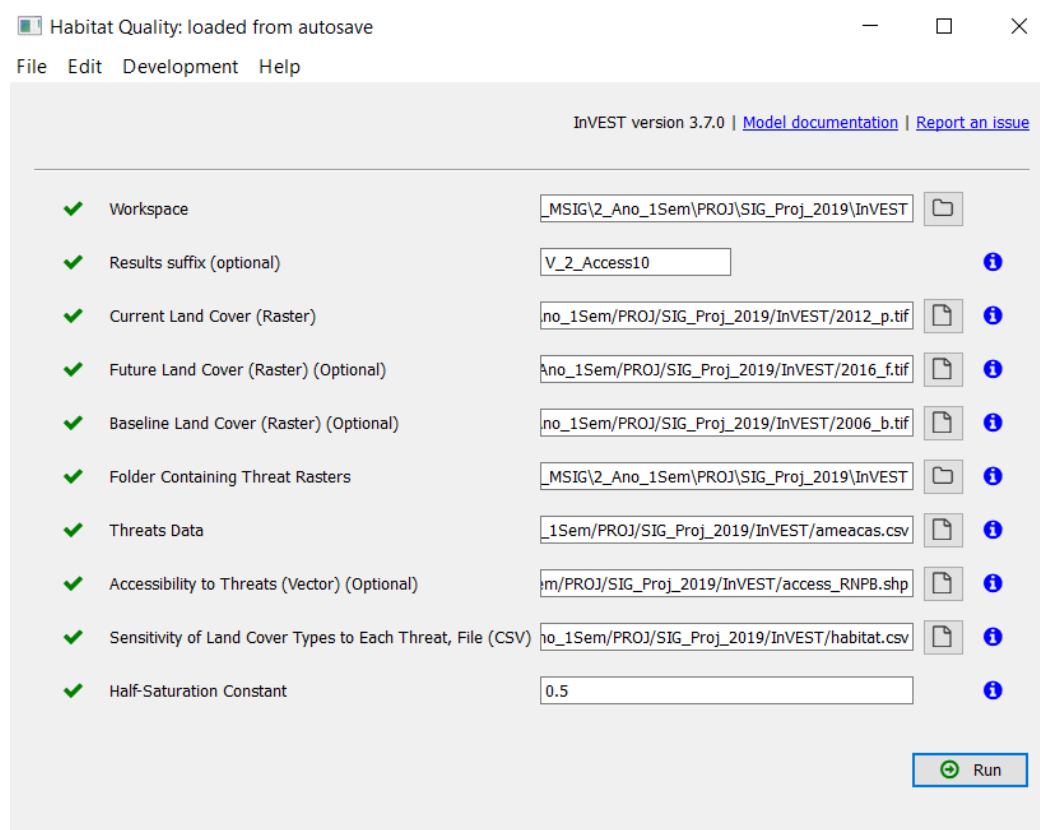 Habitat Quality: loaded from autosave
File Edit Development Help
InVEST version 3.7.0 | Model documentation | Report an issue
Workspace _MSIG\2_Ano_1Sem\PROJ\SIG_Proj_2019\InVEST
Results suffix (optional) V_2_Access10
Current Land Cover (Raster) .no_1Sem/PROJ/SIG_Proj_2019/InVEST/2012_p.tif
Future Land Cover (Raster) (Optional) Ano_1Sem/PROJ/SIG_Proj_2019/InVEST/2016_f.tif
Baseline Land Cover (Raster) (Optional) .no_1Sem/PROJ/SIG_Proj_2019/InVEST/2006_b.tif
Folder Containing Threat Rasters _MSIG\2_Ano_1Sem\PROJ\SIG_Proj_2019\InVEST
Threats Data _1Sem/PROJ/SIG_Proj_2019/InVEST/ameacas.csv
Accessibility to Threats (Vector) (Optional) em/PROJ/SIG_Proj_2019/InVEST/access_RNPB.shp
Sensitivity of Land Cover Types to Each Threat, File (CSV) no_1Sem/PROJ/SIG_Proj_2019/InVEST/habitat.csv
Half-Saturation Constant 0.5
Run